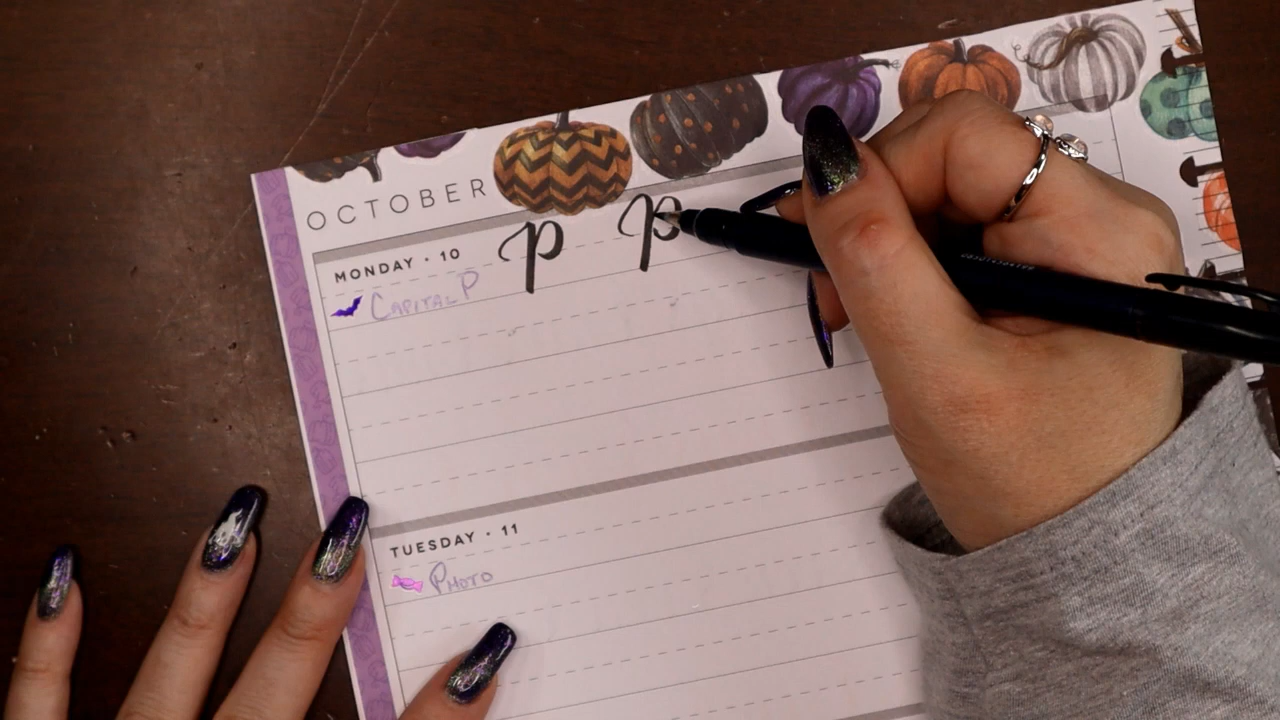 OCTOBER
MONDAY · 10
P P
CAPITAL P
TUESDAY · 11
PHOTO